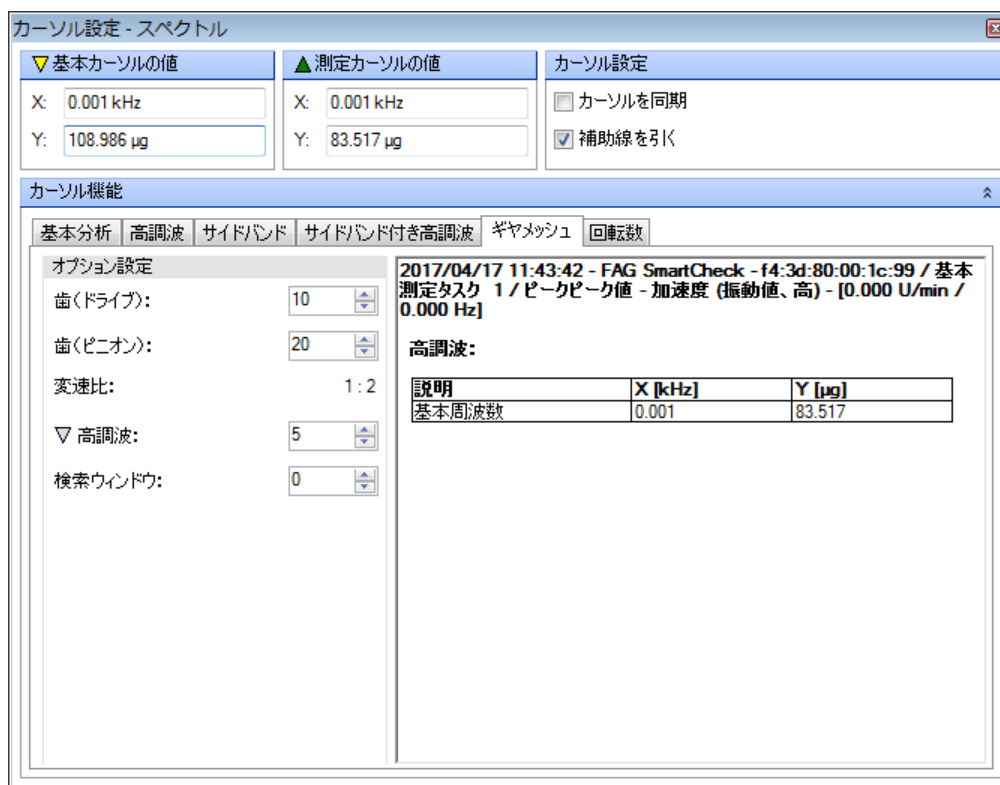 カーソル設定 - スペクトル
基本カーソルの値
X: 0.001 kHz
Y: 108.986 µg
測定カーソルの値
X: 0.001 kHz
Y: 83.517 µg
カーソル設定
カーソルを同期
補助線を引く
カーソル機能
基本分析 高調波 サイドバンド サイドバンド付き高調波 ギヤメッシュ 回転数
オプション設定
歯(ドライブ): 10
歯(ピニオン): 20
変速比: 1 : 2
高調波: 5
検索ウィンドウ: 0
2017/04/17 11:43:42 - FAG SmartCheck - f4:3d:80:00:1c:99 / 基本
測定タスク 1 / ピークピーク値 - 加速度 (振動値、高) - [0.000 U/min /
0.000 Hz]
高調波:
説明 X [kHz] Y [µg]
基本周波数 0.001 83.517